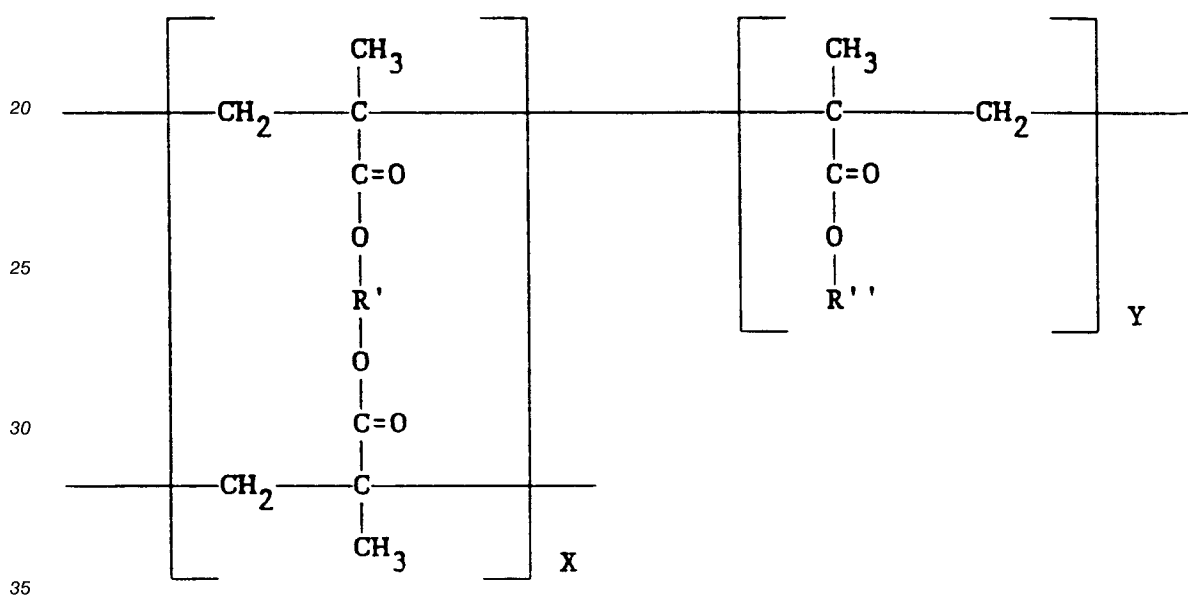 CH3 CH3
20 CH2 C C CH2
C=O C=O
O O
25 R' R''
Y
O
30 C=O
CH2 C
CH3
X
35